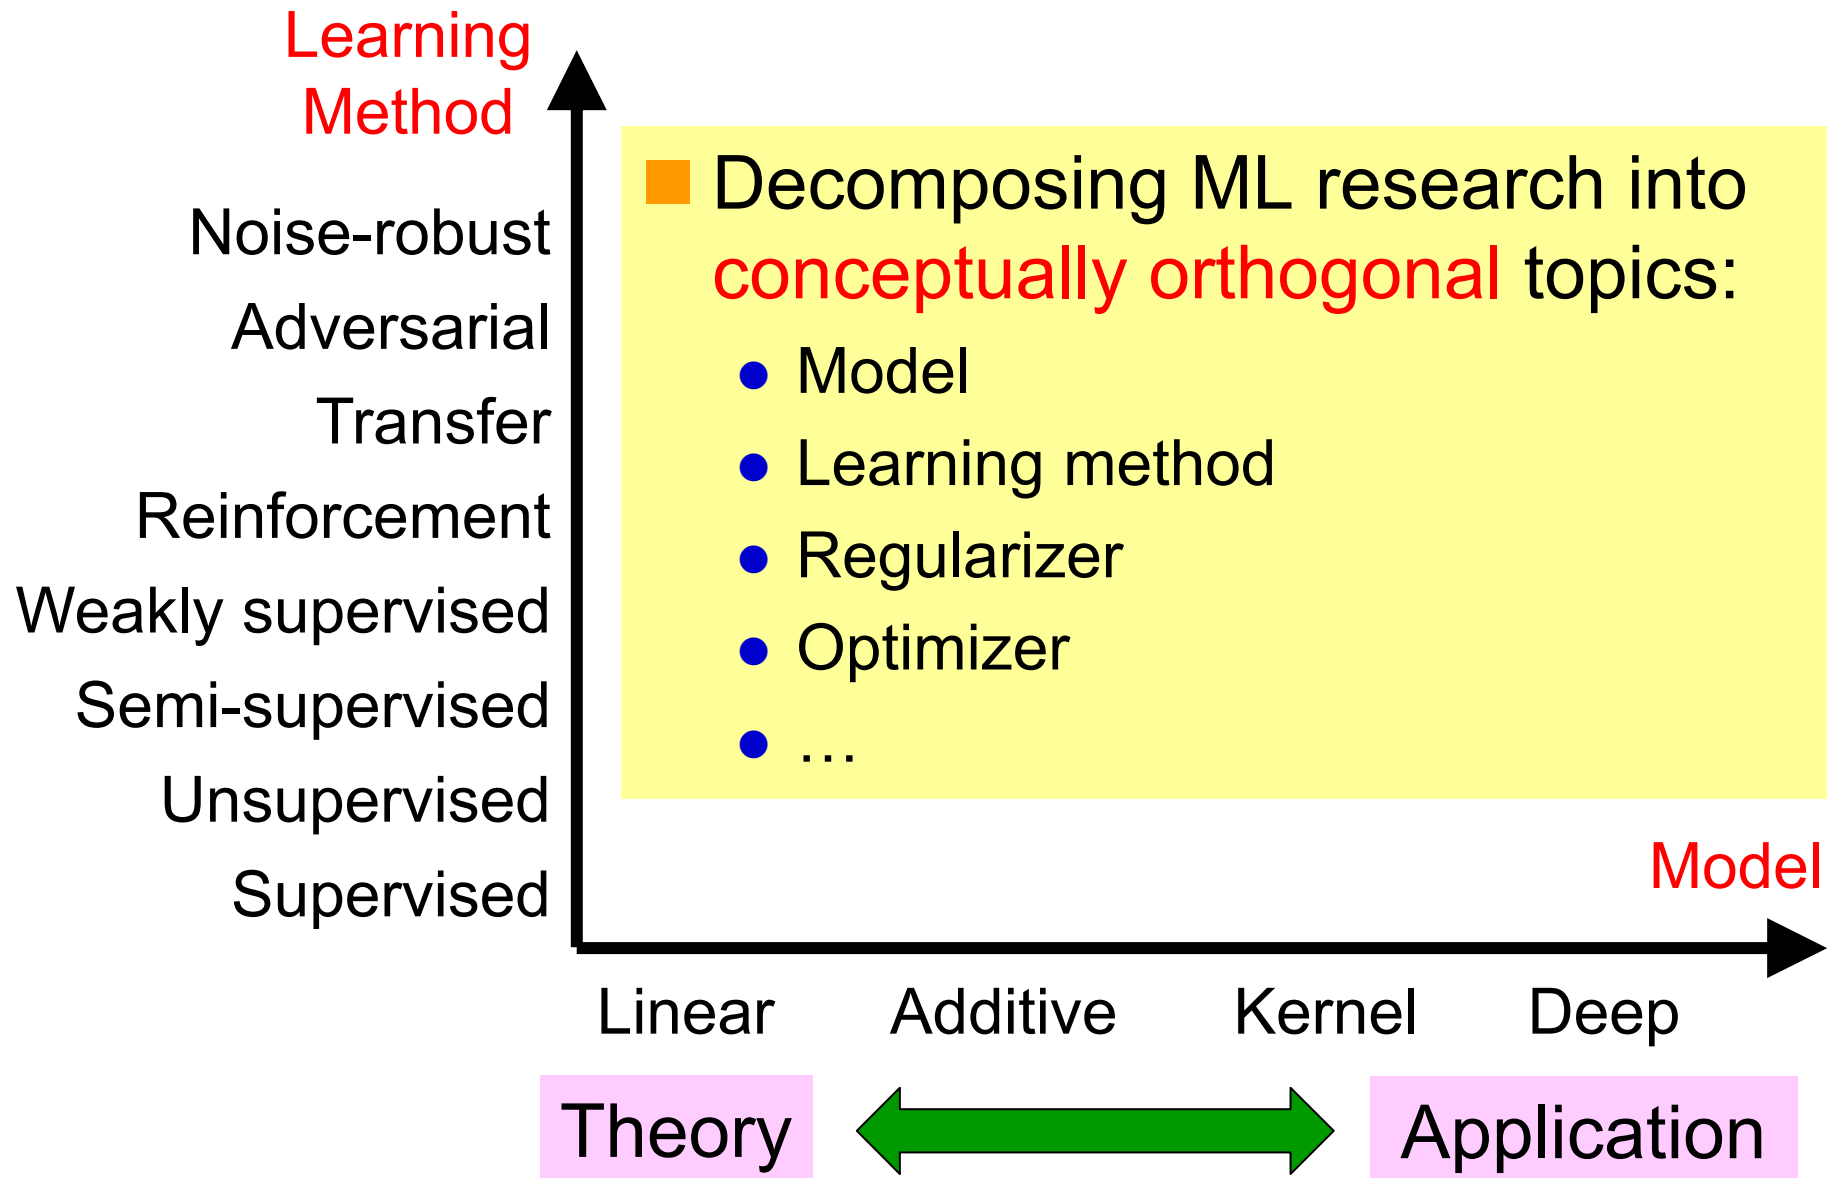 Learning
Method
Noise-robust
Adversarial
Transfer
Reinforcement
Weakly supervised
Semi-supervised
Unsupervised
Supervised
Decomposing ML research into
conceptually orthogonal topics:
Model
Learning method
Regularizer
Optimizer
…
Model
Linear Additive Kernel Deep
Theory Application